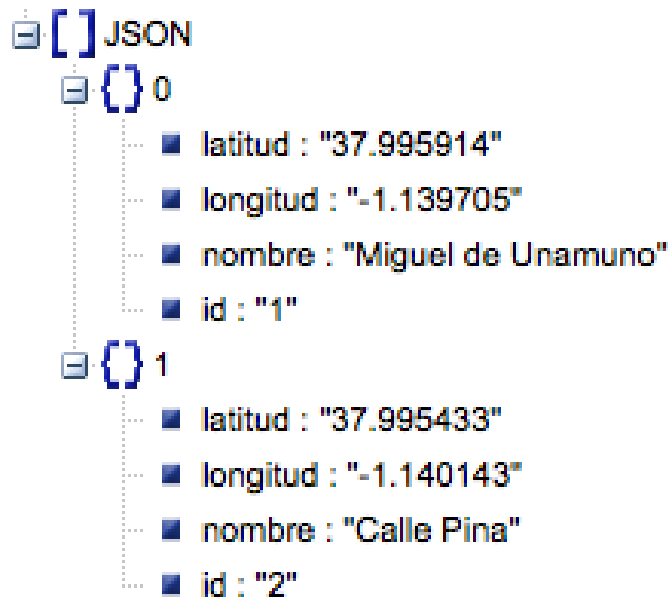 [ ] JSON
{} 0
latitud : "37.995914"
longitud : "-1.139705"
nombre : "Miguel de Unamuno"
id : "1"
{} 1
latitud : "37.995433"
longitud : "-1.140143"
nombre : "Calle Pina"
id : "2"